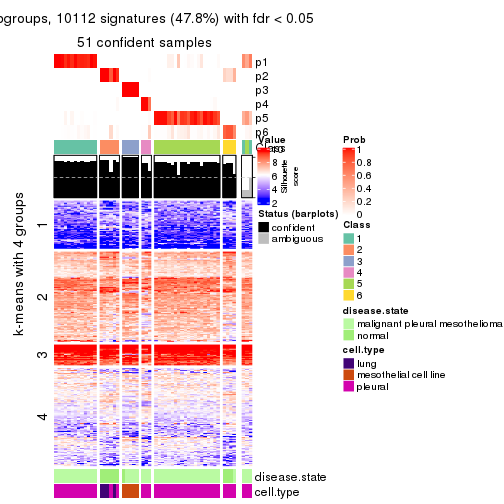 ogroups, 10112 signatures (47.8%) with fdr < 0.05
51 confident samples
p1
p2
p3
p4
p5
p6
Class
k-means with 4 groups
1
2
3
4
Silhouette
score
disease.state
cell.type
Value
8
6
4
2
Status (barplots)
confident
ambiguous
Prob
1
0.8
0.6
0.4
0.2
0
Class
1
2
3
4
5
6
disease.state
malignant pleural mesothelioma
normal
cell.type
lung
mesothelial cell line
pleural